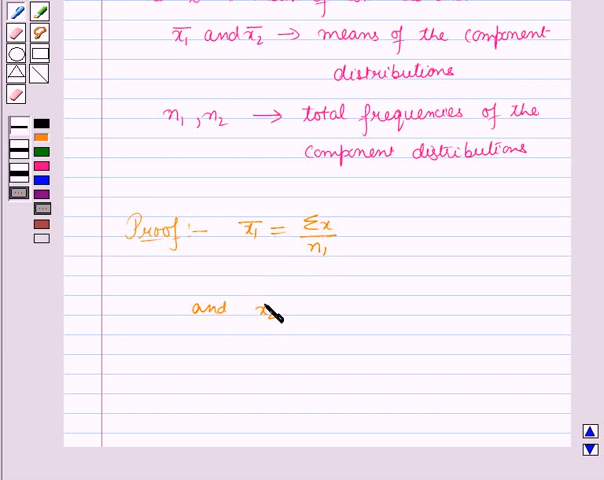 x̄₁ and x̄₂ → means of the component
distributions
n₁, n₂ → total frequencies of the
component distributions
Proof:- x̄₁ = Σx/n₁
and x₂